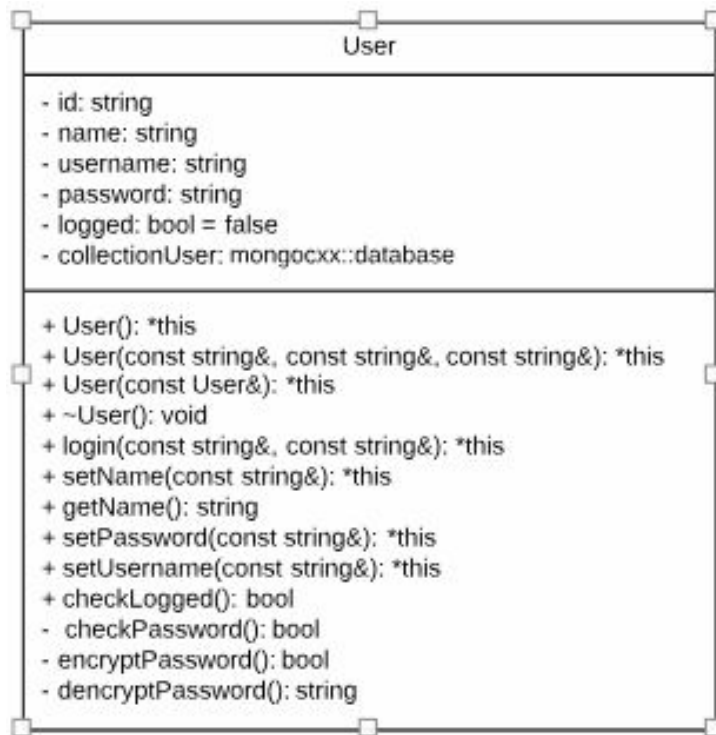 User
- id: string
- name: string
- username: string
- password: string
- logged: bool = false
- collectionUser: mongocxx::database
+ User(): *this
+ User(const string&, const string&, const string&): *this
+ User(const User&): *this
+ ~User(): void
+ login(const string&, const string&): *this
+ setName(const string&): *this
+ getName(): string
+ setPassword(const string&): *this
+ setUsername(const string&): *this
+ checkLogged(): bool
- checkPassword(): bool
- encryptPassword(): bool
- dencryptPassword(): string